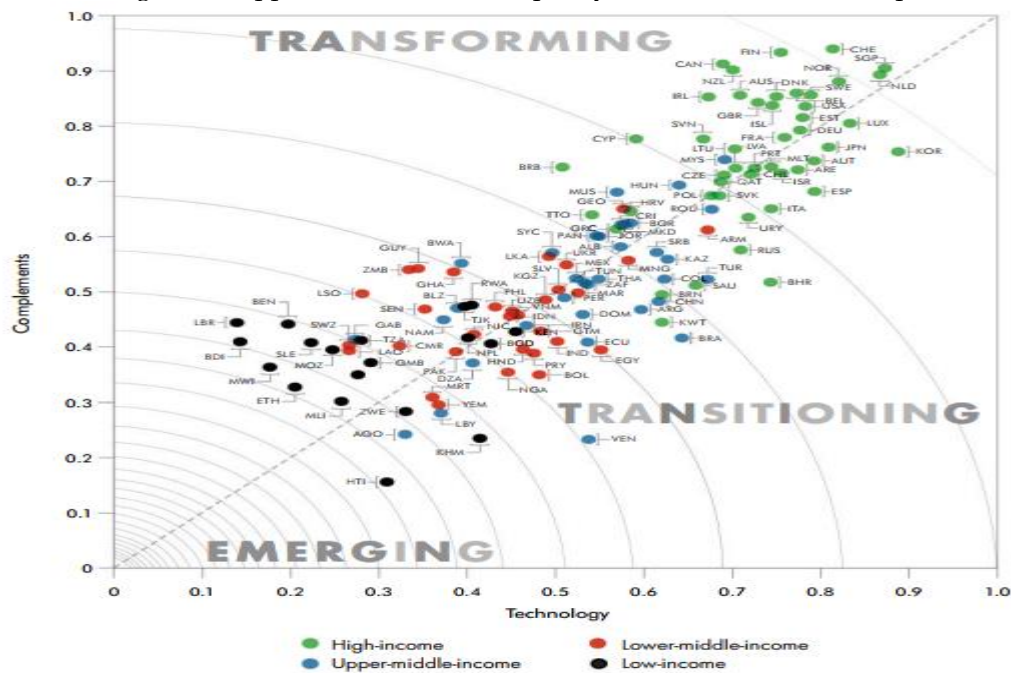 1.0
TRANSFORMING
FIN CHE
CAN SGP
NOR
0.9
NZL AUS DNK SWE NLD
IRL BEL
USA
GBR ISL EST
0.8
SVN DEU LUX
CYP FRA
LTU LVA JPN KOR
MYS PRT MLT AUT
BRB CZE CHL ARE
0.7
HUN QAT ISR
MUS GEO HRV POL SVK ESP
TTO CRI ROU ITA
GRC BGR URY
PAN JOR MKD
0.6
SYC UKR ALB SRB ARM RUS
BWA
GUY LKA MEX MNG KAZ
ZMB KGZ SLV TUN TUR
GHA THA COL BHR
0.5
LSO BLZ RWA PHL ZAF SAU
BEN SEN UZB PER MAR BRN CHN
LBR SWZ GAB TJK VNM DOM ARG KWT
NAM NIC IDN IRN GTM
TZA KEN ECU BRA
0.4
BDI SLE LAO CMR BGD
MOZ GMB NPL IND EGY
PAK HND PRY
MWI DZA BOL
ETH MRT NGA
0.3
MLI YEM TRANSITIONING
ZWE
AGO LBY VEN
KHM
0.2
HTI
0.1
EMERGING
0
0 0.1 0.2 0.3 0.4 0.5 0.6 0.7 0.8 0.9 1.0
Complements
Technology
High-income Lower-middle-income
Upper-middle-income Low-income